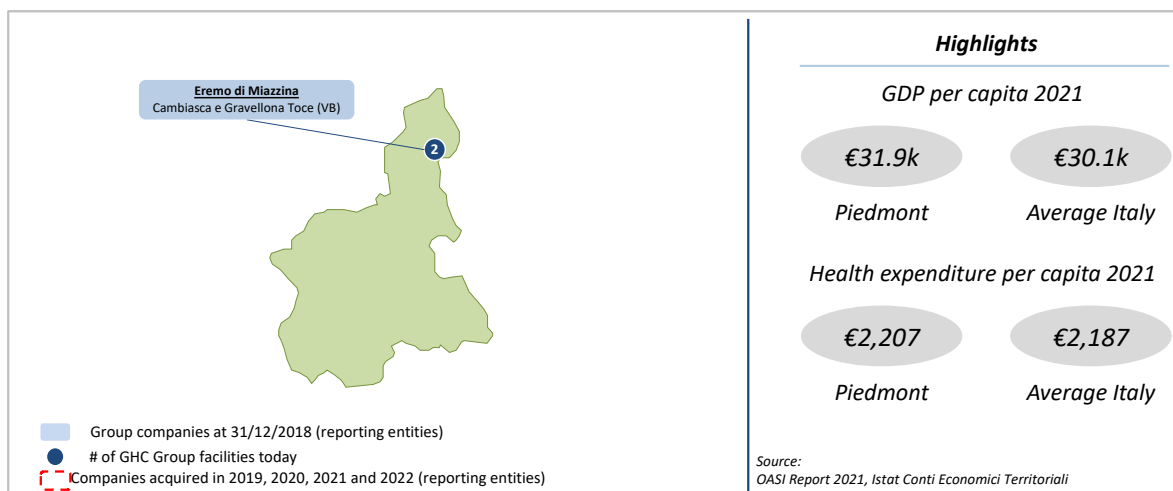 Eremo di Miazzina
Cambiasca e Gravellona Toce (VB)
2
Group companies at 31/12/2018 (reporting entities)
# of GHC Group facilities today
Companies acquired in 2019, 2020, 2021 and 2022 (reporting entities)
Highlights
GDP per capita 2021
€31.9k €30.1k
Piedmont Average Italy
Health expenditure per capita 2021
€2,207 €2,187
Piedmont Average Italy
Source:
OASI Report 2021, Istat Conti Economici Territoriali